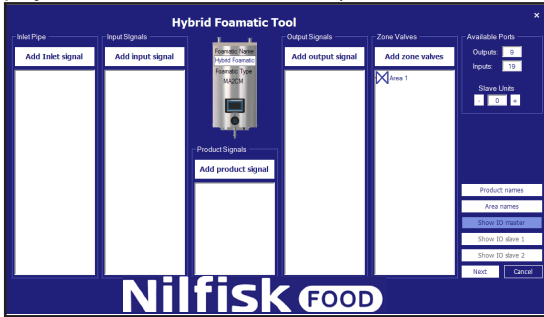 Hybrid Foamatic Tool
×
Inlet Pipe
Add Inlet signal
Input SIgnals
Add input signal
Foamatic Name
Hybrid Foamatic
Foamatic Type
MA2CM
Product Signals
Add product signal
Output Signals
Add output signal
Zone Valves
Add zone valves
Area 1
Available Ports
Outputs: 9
Inputs: 19
Slave Units
- 0 +
Product names
Area names
Show IO master
Show IO slave 1
Show IO slave 2
Next Cancel
Nilfisk FOOD